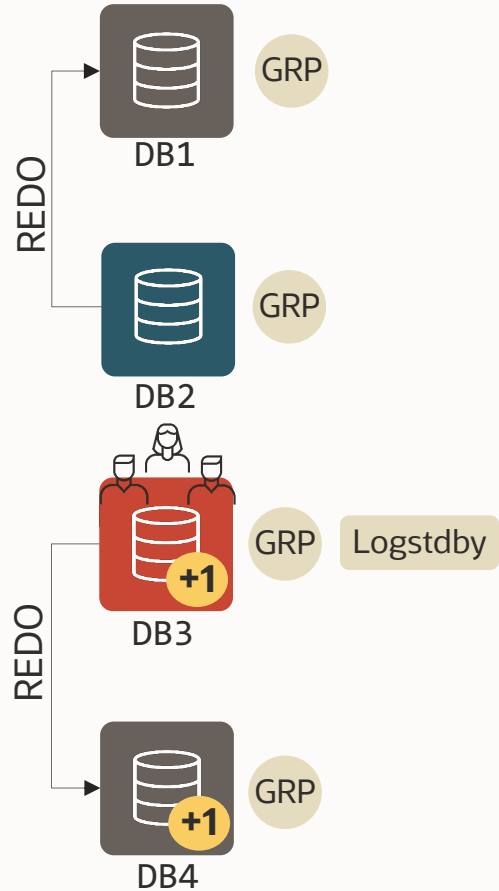 GRP
DB1
REDO
GRP
DB2
GRP
Logstdby
+1
DB3
REDO
GRP
+1
DB4